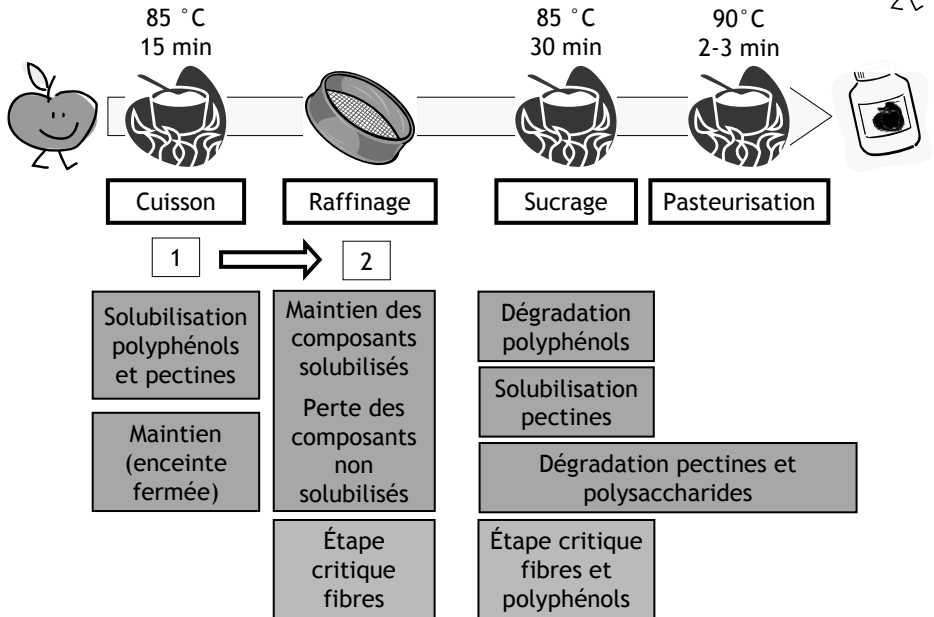 85 °C
15 min
85 °C
30 min
90°C
2-3 min
Cuisson
Raffinage
Sucrage
Pasteurisation
1
2
Solubilisation
polyphénols
et pectines
Maintien
(enceinte
fermée)
Maintien des
composants
solubilisés
Perte des
composants
non
solubilisés
Étape
critique
fibres
Dégradation
polyphénols
Solubilisation
pectines
Dégradation pectines et
polysaccharides
Étape critique
fibres et
polyphénols